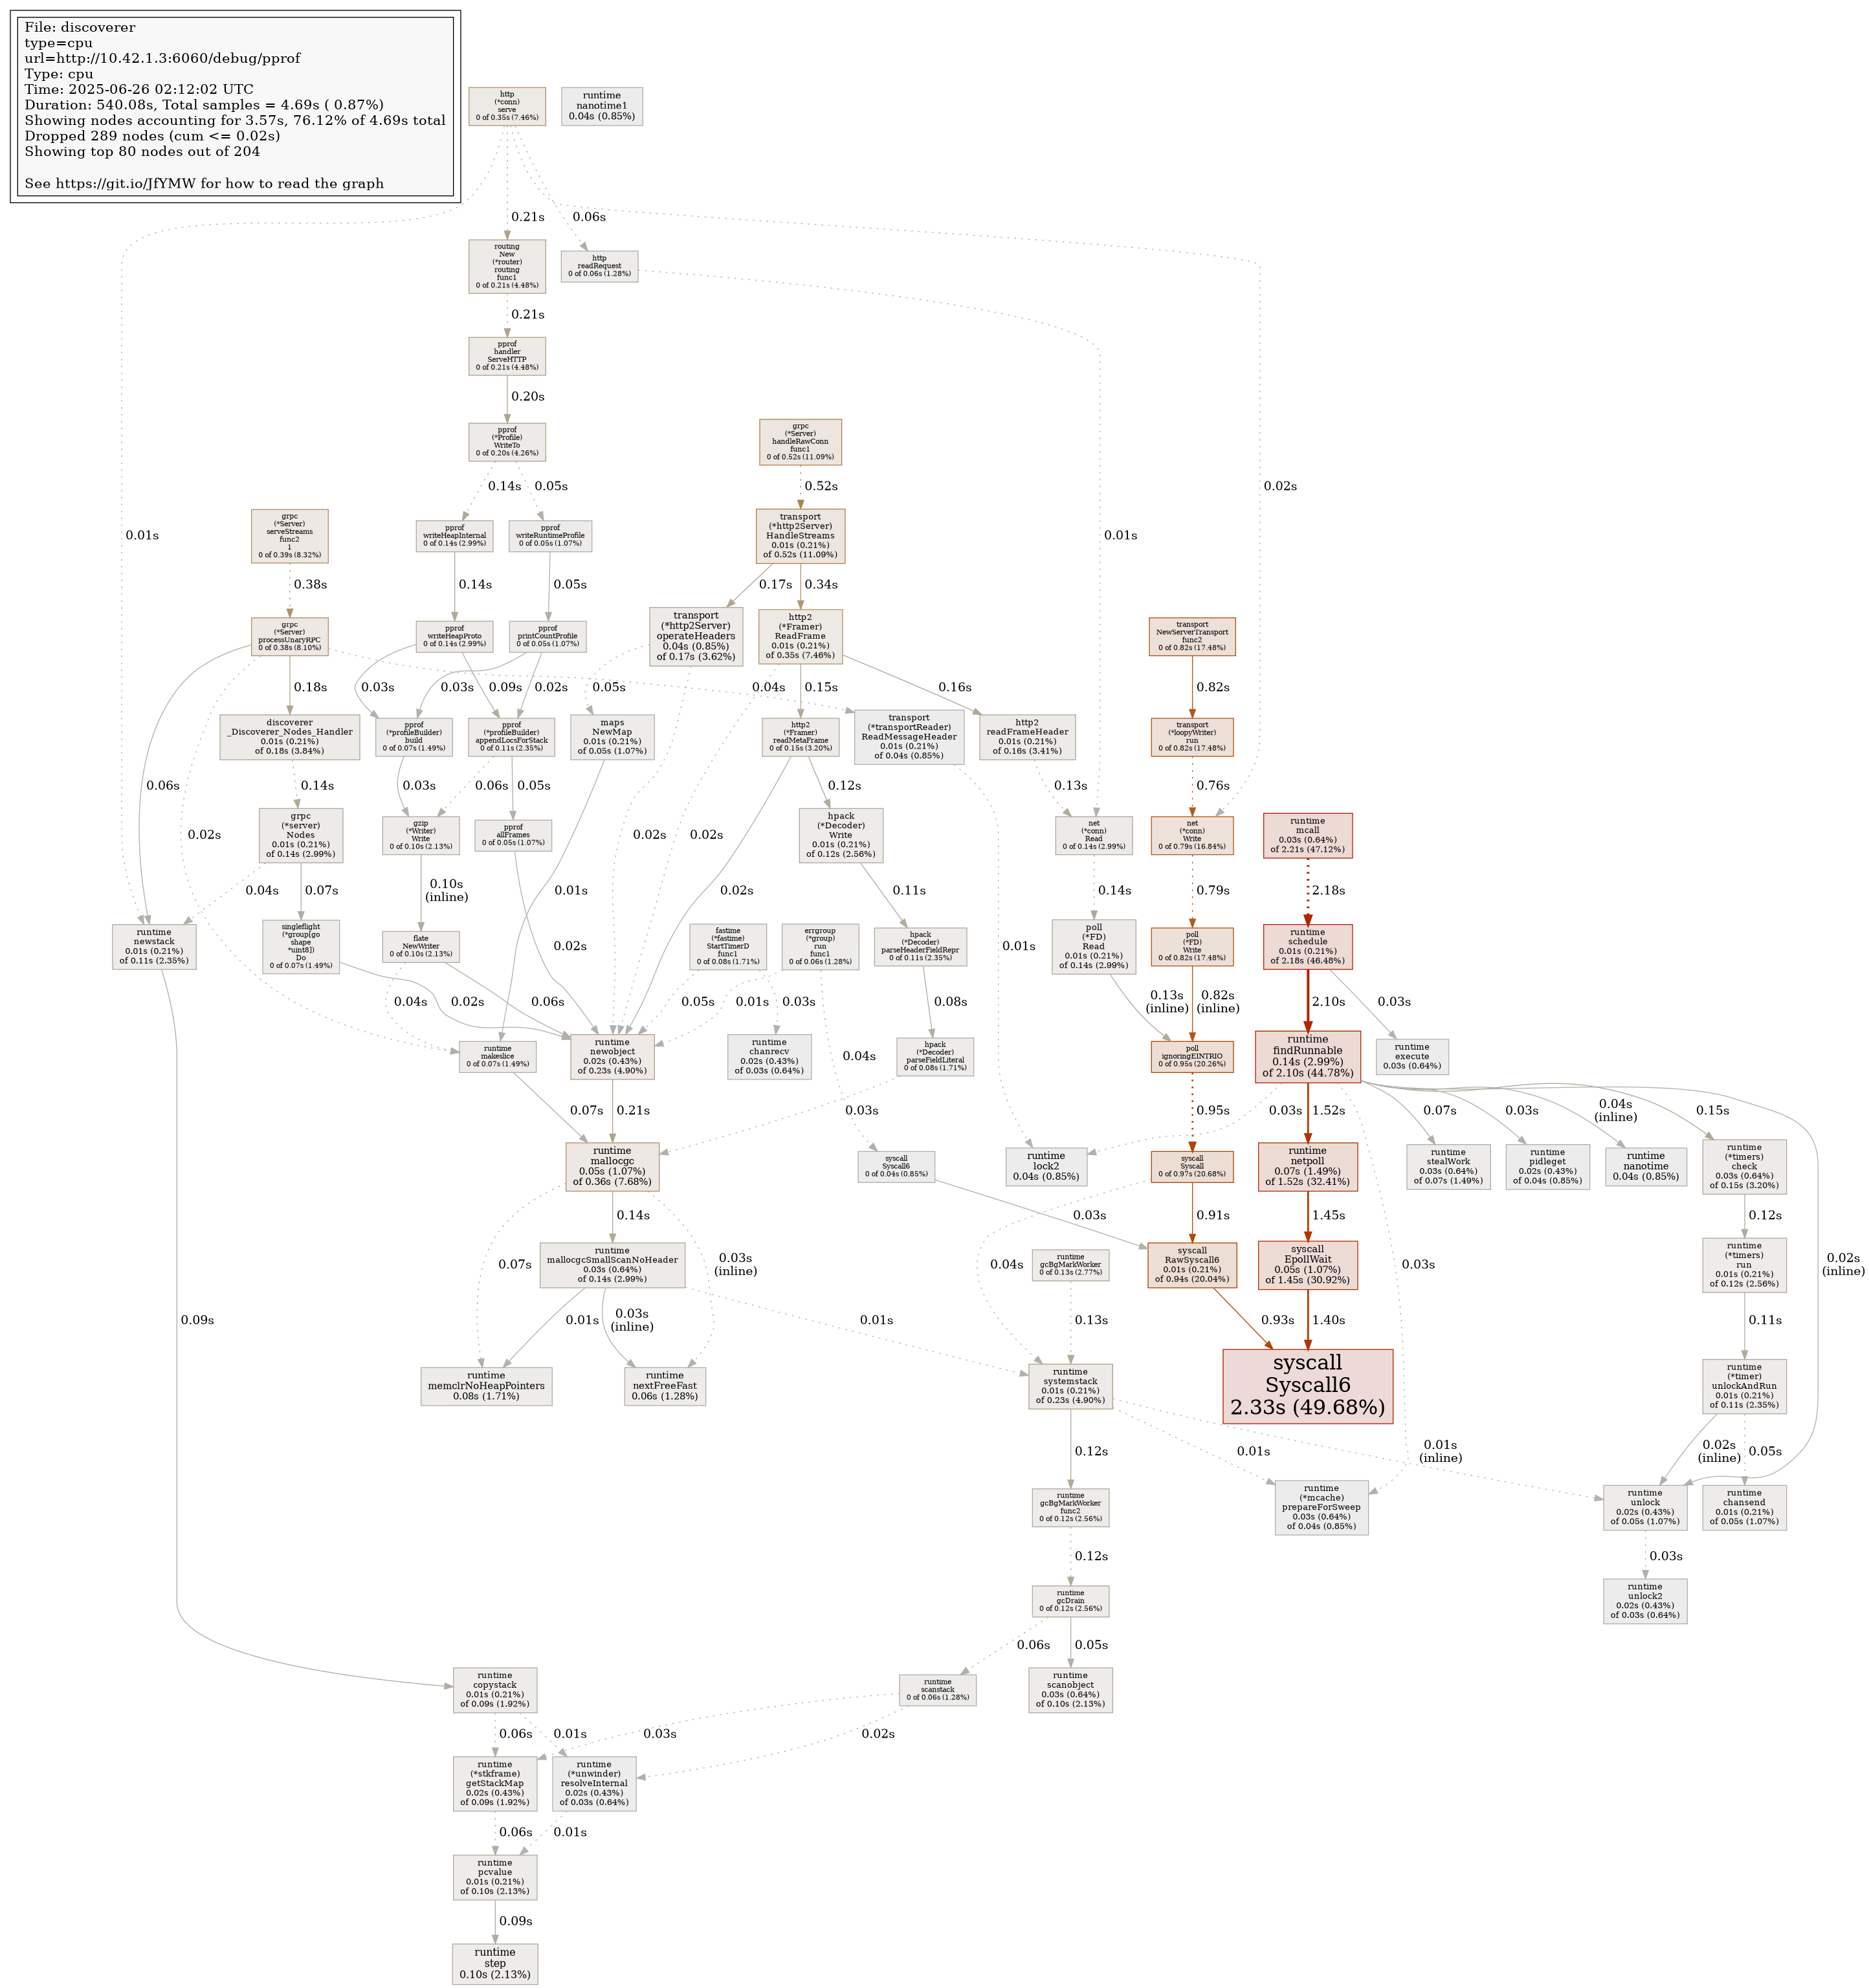 File: discoverer
type=cpu
url=http://10.42.1.3:6060/debug/pprof
Type: cpu
Time: 2025-06-26 02:12:02 UTC
Duration: 540.08s, Total samples = 4.69s ( 0.87%)
Showing nodes accounting for 3.57s, 76.12% of 4.69s total
Dropped 289 nodes (cum <= 0.02s)
Showing top 80 nodes out of 204
See https://git.io/JfYMW for how to read the graph
http
(*conn)
serve
0 of 0.35s (7.46%)
runtime
nanotime1
0.04s (0.85%)
0.21s
0.06s
routing
New
(*router)
routing
func1
0 of 0.21s (4.48%)
http
readRequest
0 of 0.06s (1.28%)
0.21s
pprof
handler
ServeHTTP
0 of 0.21s (4.48%)
0.20s
pprof
(*Profile)
WriteTo
0 of 0.20s (4.26%)
grpc
(*Server)
handleRawConn
func1
0 of 0.52s (11.09%)
0.14s
0.05s
0.52s
0.02s
0.01s
0.01s
grpc
(*Server)
serveStreams
func2
1
0 of 0.39s (8.32%)
pprof
writeHeapInternal
0 of 0.14s (2.99%)
pprof
writeRuntimeProfile
0 of 0.05s (1.07%)
transport
(*http2Server)
HandleStreams
0.01s (0.21%)
of 0.52s (11.09%)
0.38s
0.14s
0.05s
0.17s
0.34s
grpc
(*Server)
processUnaryRPC
0 of 0.38s (8.10%)
pprof
writeHeapProto
0 of 0.14s (2.99%)
pprof
printCountProfile
0 of 0.05s (1.07%)
transport
(*http2Server)
operateHeaders
0.04s (0.85%)
of 0.17s (3.62%)
http2
(*Framer)
ReadFrame
0.01s (0.21%)
of 0.35s (7.46%)
transport
NewServerTransport
func2
0 of 0.82s (17.48%)
0.18s
0.03s
0.03s
0.09s
0.02s
0.05s
0.04s
0.15s
0.16s
0.82s
discoverer
_Discoverer_Nodes_Handler
0.01s (0.21%)
of 0.18s (3.84%)
pprof
(*profileBuilder)
build
0 of 0.07s (1.49%)
pprof
(*profileBuilder)
appendLocsForStack
0 of 0.11s (2.35%)
maps
NewMap
0.01s (0.21%)
of 0.05s (1.07%)
http2
(*Framer)
readMetaFrame
0 of 0.15s (3.20%)
transport
(*transportReader)
ReadMessageHeader
0.01s (0.21%)
of 0.04s (0.85%)
http2
readFrameHeader
0.01s (0.21%)
of 0.16s (3.41%)
transport
(*loopyWriter)
run
0 of 0.82s (17.48%)
0.06s
0.14s
0.03s
0.06s
0.05s
0.12s
0.13s
0.76s
0.02s
grpc
(*server)
Nodes
0.01s (0.21%)
of 0.14s (2.99%)
gzip
(*Writer)
Write
0 of 0.10s (2.13%)
pprof
allFrames
0 of 0.05s (1.07%)
0.02s
0.02s
hpack
(*Decoder)
Write
0.01s (0.21%)
of 0.12s (2.56%)
net
(*conn)
Read
0 of 0.14s (2.99%)
net
(*conn)
Write
0 of 0.79s (16.84%)
runtime
mcall
0.03s (0.64%)
of 2.21s (47.12%)
0.04s
0.07s
0.10s
(inline)
0.01s
0.02s
0.11s
0.14s
0.79s
2.18s
runtime
newstack
0.01s (0.21%)
of 0.11s (2.35%)
singleflight
(*group[go
shape
*uint8])
Do
0 of 0.07s (1.49%)
flate
NewWriter
0 of 0.10s (2.13%)
0.02s
fastime
(*fastime)
StartTimerD
func1
0 of 0.08s (1.71%)
errgroup
(*group)
run
func1
0 of 0.06s (1.28%)
hpack
(*Decoder)
parseHeaderFieldRepr
0 of 0.11s (2.35%)
0.01s
poll
(*FD)
Read
0.01s (0.21%)
of 0.14s (2.99%)
poll
(*FD)
Write
0 of 0.82s (17.48%)
runtime
schedule
0.01s (0.21%)
of 2.18s (46.48%)
0.02s
0.04s
0.06s
0.05s
0.01s
0.03s
0.08s
0.13s
(inline)
0.82s
(inline)
2.10s
0.03s
runtime
makeslice
0 of 0.07s (1.49%)
runtime
newobject
0.02s (0.43%)
of 0.23s (4.90%)
runtime
chanrecv
0.02s (0.43%)
of 0.03s (0.64%)
0.04s
hpack
(*Decoder)
parseFieldLiteral
0 of 0.08s (1.71%)
poll
ignoringEINTRIO
0 of 0.95s (20.26%)
runtime
findRunnable
0.14s (2.99%)
of 2.10s (44.78%)
runtime
execute
0.03s (0.64%)
0.07s
0.21s
0.03s
0.95s
0.03s
1.52s
0.07s
0.03s
0.04s
(inline)
0.15s
runtime
mallocgc
0.05s (1.07%)
of 0.36s (7.68%)
syscall
Syscall6
0 of 0.04s (0.85%)
runtime
lock2
0.04s (0.85%)
syscall
Syscall
0 of 0.97s (20.68%)
runtime
netpoll
0.07s (1.49%)
of 1.52s (32.41%)
runtime
stealWork
0.03s (0.64%)
of 0.07s (1.49%)
runtime
pidleget
0.02s (0.43%)
of 0.04s (0.85%)
runtime
nanotime
0.04s (0.85%)
runtime
(*timers)
check
0.03s (0.64%)
of 0.15s (3.20%)
0.07s
0.14s
0.03s
(inline)
0.03s
0.04s
0.91s
1.45s
0.03s
0.12s
0.02s
(inline)
runtime
mallocgcSmallScanNoHeader
0.03s (0.64%)
of 0.14s (2.99%)
runtime
gcBgMarkWorker
0 of 0.13s (2.77%)
syscall
RawSyscall6
0.01s (0.21%)
of 0.94s (20.04%)
syscall
EpollWait
0.05s (1.07%)
of 1.45s (30.92%)
runtime
(*timers)
run
0.01s (0.21%)
of 0.12s (2.56%)
0.09s
0.01s
0.03s
(inline)
0.01s
0.13s
0.93s
1.40s
0.11s
runtime
memclrNoHeapPointers
0.08s (1.71%)
runtime
nextFreeFast
0.06s (1.28%)
runtime
systemstack
0.01s (0.21%)
of 0.23s (4.90%)
syscall
Syscall6
2.33s (49.68%)
runtime
(*timer)
unlockAndRun
0.01s (0.21%)
of 0.11s (2.35%)
0.12s
0.01s
0.01s
(inline)
0.02s
(inline)
0.05s
runtime
gcBgMarkWorker
func2
0 of 0.12s (2.56%)
runtime
(*mcache)
prepareForSweep
0.03s (0.64%)
of 0.04s (0.85%)
runtime
unlock
0.02s (0.43%)
of 0.05s (1.07%)
runtime
chansend
0.01s (0.21%)
of 0.05s (1.07%)
0.12s
0.03s
runtime
gcDrain
0 of 0.12s (2.56%)
runtime
unlock2
0.02s (0.43%)
of 0.03s (0.64%)
0.06s
0.05s
runtime
copystack
0.01s (0.21%)
of 0.09s (1.92%)
runtime
scanstack
0 of 0.06s (1.28%)
runtime
scanobject
0.03s (0.64%)
of 0.10s (2.13%)
0.06s
0.01s
0.03s
0.02s
runtime
(*stkframe)
getStackMap
0.02s (0.43%)
of 0.09s (1.92%)
runtime
(*unwinder)
resolveInternal
0.02s (0.43%)
of 0.03s (0.64%)
0.06s
0.01s
runtime
pcvalue
0.01s (0.21%)
of 0.10s (2.13%)
0.09s
runtime
step
0.10s (2.13%)